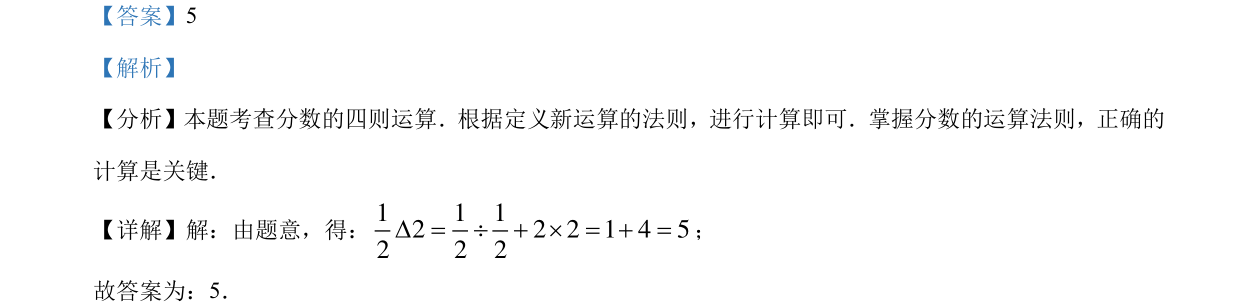 【答案】5
【解析】
【分析】本题考查分数的四则运算．根据定义新运算的法则，进行计算即可．掌握分数的运算法则，正确的
计算是关键．
【详解】解：由题意，得：1/2 Δ2 = 1/2 ÷ 1/2 + 2×2 = 1+4 = 5；
故答案为：5．